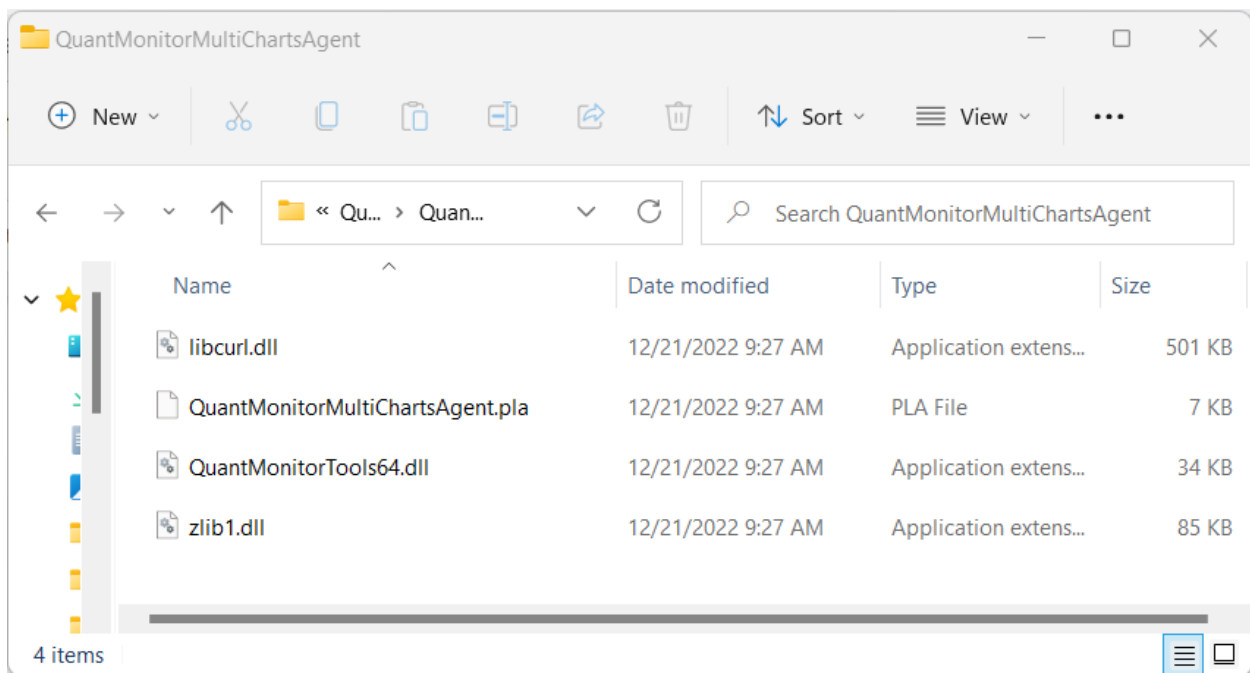 QuantMonitorMultiChartsAgent
New Sort View •••
« Qu... › Quan... Search QuantMonitorMultiChartsAgent
Name Date modified Type Size
libcurl.dll 12/21/2022 9:27 AM Application extens... 501 KB
QuantMonitorMultiChartsAgent.pla 12/21/2022 9:27 AM PLA File 7 KB
QuantMonitorTools64.dll 12/21/2022 9:27 AM Application extens... 34 KB
zlib1.dll 12/21/2022 9:27 AM Application extens... 85 KB
4 items